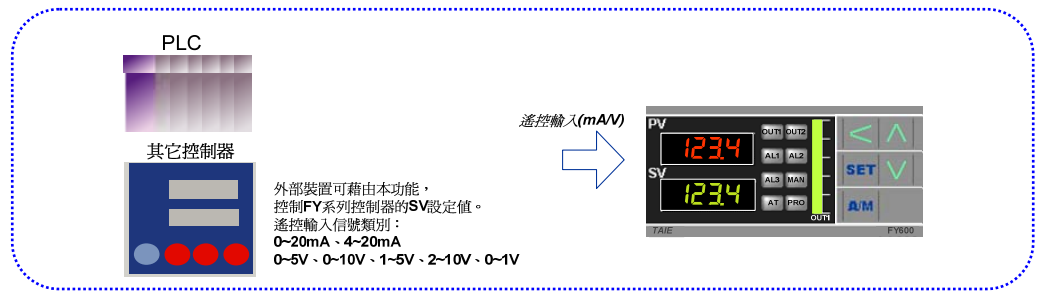 PLC
其它控制器
外部裝置可藉由本功能，
控制FY系列控制器的SV設定值。
遙控輸入信號類別：
0~20mA、4~20mA
0~5V、0~10V、1~5V、2~10V、0~1V
遙控輸入(mA/V)
PV
123.4
SV
123.4
OUT1 OUT2
AL1 AL2
AL3 MAN
AT PRO
OUT1
SET
A/M
TAIE
FY600